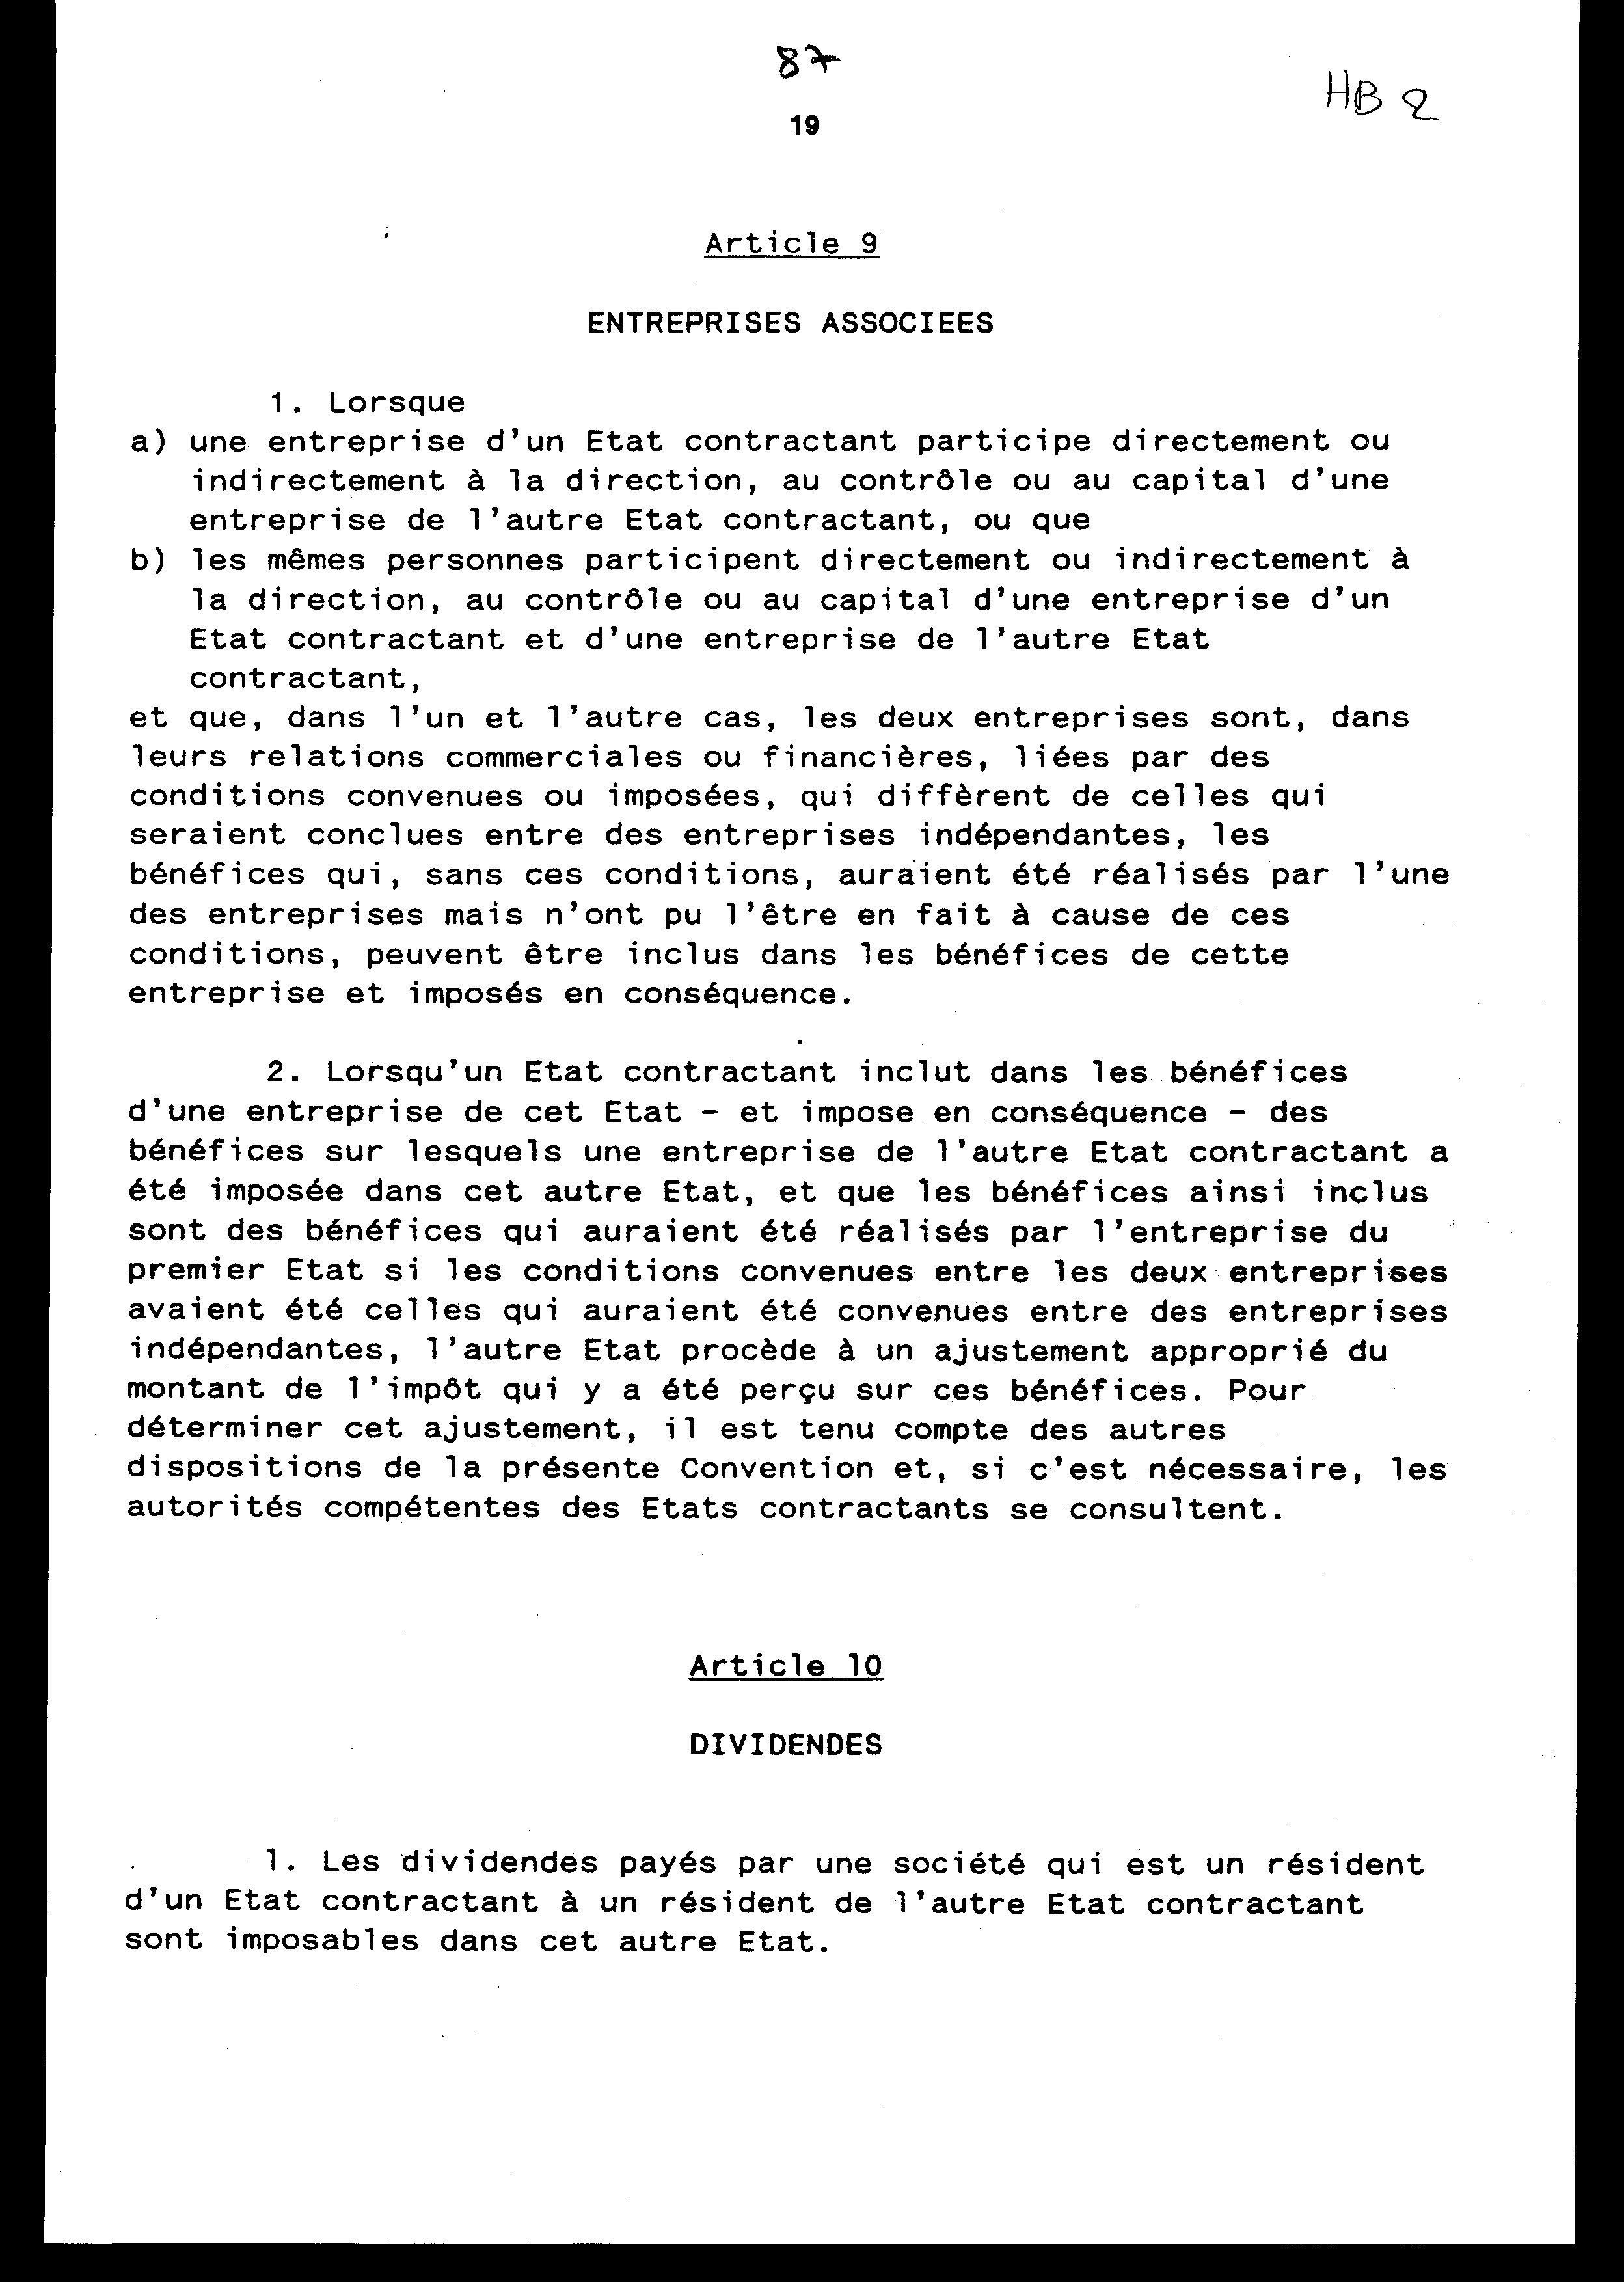 87
HB 2
19
Article 9
ENTREPRISES ASSOCIEES
1. Lorsque
a) une entreprise d'un Etat contractant participe directement ou
indirectement à la direction, au contrôle ou au capital d'une
entreprise de l'autre Etat contractant, ou que
b) les mêmes personnes participent directement ou indirectement à
la direction, au contrôle ou au capital d'une entreprise d'un
Etat contractant et d'une entreprise de l'autre Etat
contractant,
et que, dans l'un et l'autre cas, les deux entreprises sont, dans
leurs relations commerciales ou financières, liées par des
conditions convenues ou imposées, qui diffèrent de celles qui
seraient conclues entre des entreprises indépendantes, les
bénéfices qui, sans ces conditions, auraient été réalisés par l'une
des entreprises mais n'ont pu l'être en fait à cause de ces
conditions, peuvent être inclus dans les bénéfices de cette
entreprise et imposés en conséquence.
2. Lorsqu'un Etat contractant inclut dans les bénéfices
d'une entreprise de cet Etat - et impose en conséquence - des
bénéfices sur lesquels une entreprise de l'autre Etat contractant a
été imposée dans cet autre Etat, et que les bénéfices ainsi inclus
sont des bénéfices qui auraient été réalisés par l'entreprise du
premier Etat si les conditions convenues entre les deux entreprises
avaient été celles qui auraient été convenues entre des entreprises
indépendantes, l'autre Etat procède à un ajustement approprié du
montant de l'impôt qui y a été perçu sur ces bénéfices. Pour
déterminer cet ajustement, il est tenu compte des autres
dispositions de la présente Convention et, si c'est nécessaire, les
autorités compétentes des Etats contractants se consultent.
Article 10
DIVIDENDES
1. Les dividendes payés par une société qui est un résident
d'un Etat contractant à un résident de l'autre Etat contractant
sont imposables dans cet autre Etat.